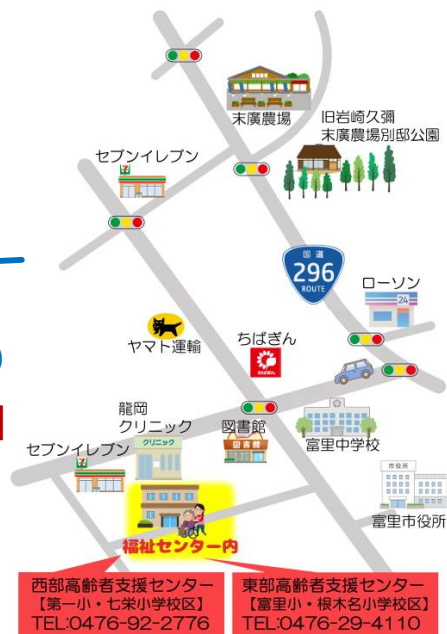 末廣農場
旧岩崎久彌
末廣農場別邸公園
セブンイレブン
国道
296
ROUTE
ローソン
24
ヤマト運輸
ちばぎん
ちばぎん
龍岡
クリニック
クリニック
図書館
図書館
富里中学校
セブンイレブン
市役所
富里市役所
福祉センター内
西部高齢者支援センター
【第一小・七栄小学校区】
TEL:0476-92-2776
東部高齢者支援センター
【富里小・根木名小学校区】
TEL:0476-29-4110